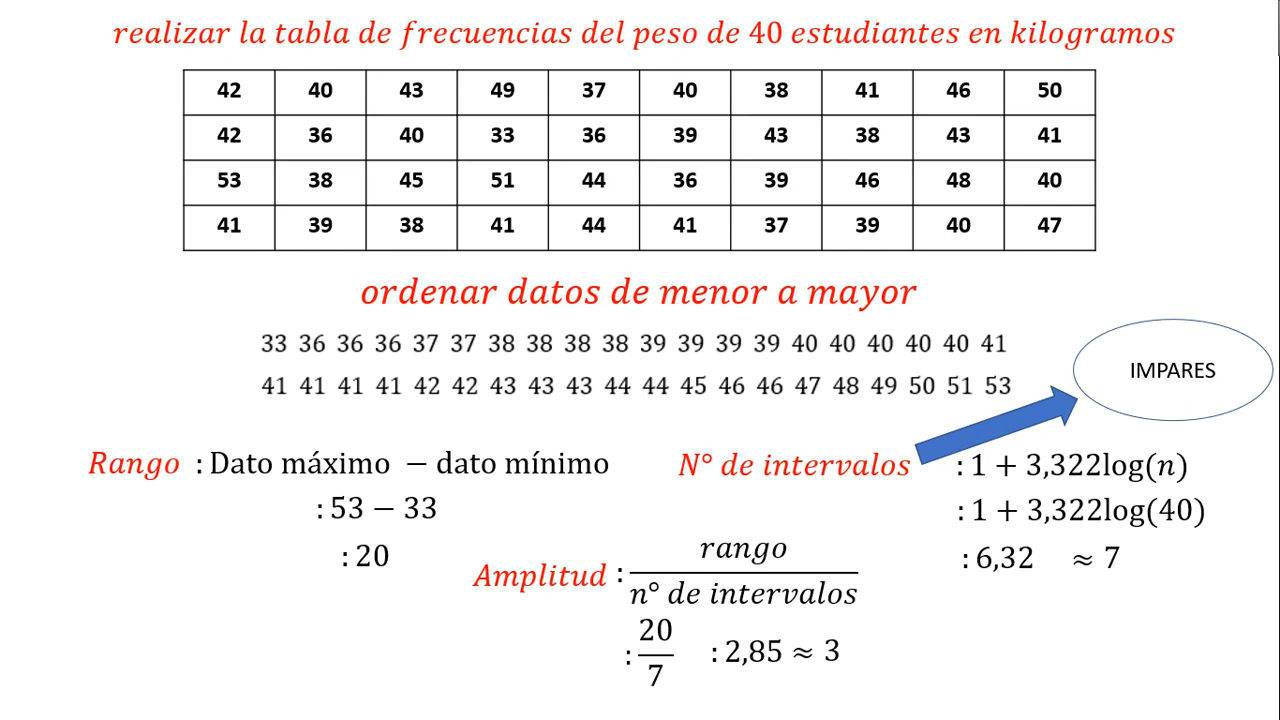 realizar la tabla de frecuencias del peso de 40 estudiantes en kilogramos
42 40 43 49 37 40 38 41 46 50
42 36 40 33 36 39 43 38 43 41
53 38 45 51 44 36 39 46 48 40
41 39 38 41 44 41 37 39 40 47
ordenar datos de menor a mayor
33 36 36 36 37 37 38 38 38 38 39 39 39 39 40 40 40 40 40 41
41 41 41 41 42 42 43 43 43 44 44 45 46 46 47 48 49 50 51 53
IMPARES
Rango : Dato máximo − dato mínimo
: 53 − 33
: 20
N° de intervalos : 1 + 3,322log(n)
: 1 + 3,322log(40)
: 6,32 ≈ 7
Amplitud : rango
n° de intervalos
: 20
7
: 2,85 ≈ 3